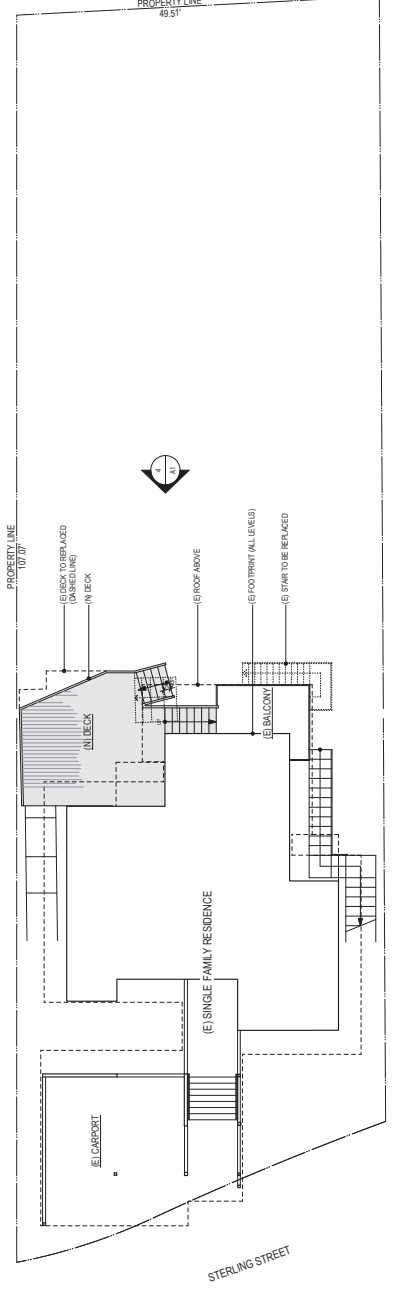 PROPERTY LINE
49.51'
PROPERTY LINE
107.07'
(E) DECK TO REPLACED
(DASHED LINE)
(N) DECK
4
A1
(E) ROOF ABOVE
(E) FOOTPRINT (ALL LEVELS)
(E) STAIR TO BE REPLACED
(N) DECK
(E) BALCONY
(E) SINGLE FAMILY RESIDENCE
(E) CARPORT
STERLING STREET